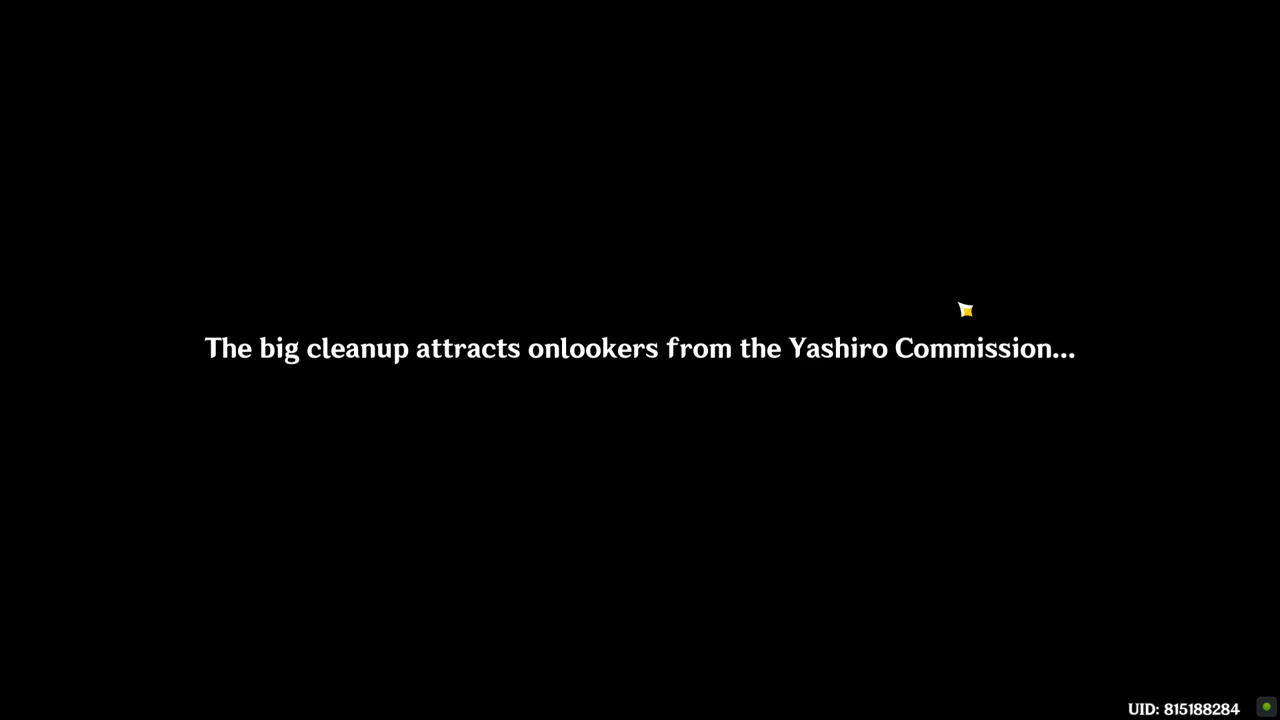 The big cleanup attracts onlookers from the Yashiro Commission...
UID: 815188284